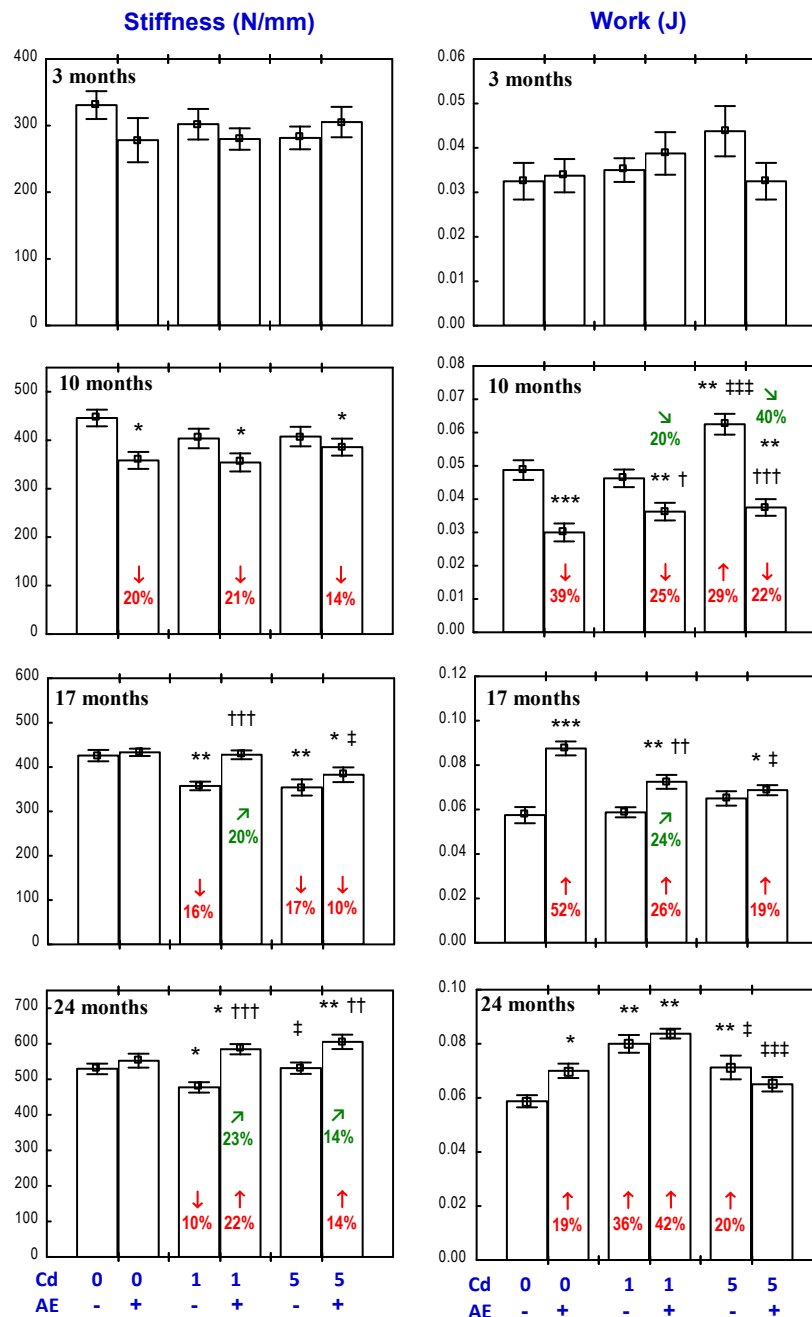 Stiffness (N/mm)
Work (J)
3 months
400
300
200
100
0
3 months
0.06
0.05
0.04
0.03
0.02
0.01
0.00
10 months
500
400
300
200
100
0
* * *
↓ ↓ ↓
20% 21% 14%
10 months
0.08
0.07
0.06
0.05
0.04
0.03
0.02
0.01
0.00
** ‡‡‡
↘ ↘
20% 40%
*** ** † ** †††
↓ ↓ ↑ ↓
39% 25% 29% 22%
17 months
600
500
400
300
200
100
0
** ††† ** * ‡
↗
20%
↓ ↓ ↓
16% 17% 10%
17 months
0.12
0.10
0.08
0.06
0.04
0.02
0.00
*** ** †† * ‡
↗
24%
↑ ↑ ↑
52% 26% 19%
24 months
700
600
500
400
300
200
100
0
* * ††† ‡ ** ††
↗ ↗
23% 14%
↓ ↑ ↑
10% 22% 14%
24 months
0.10
0.08
0.06
0.04
0.02
0.00
* ** ** ** ‡ ‡‡‡
↑ ↑ ↑ ↑
19% 36% 42% 20%
Cd 0 0 1 1 5 5
AE - + - + - +
Cd 0 0 1 1 5 5
AE - + - + - +